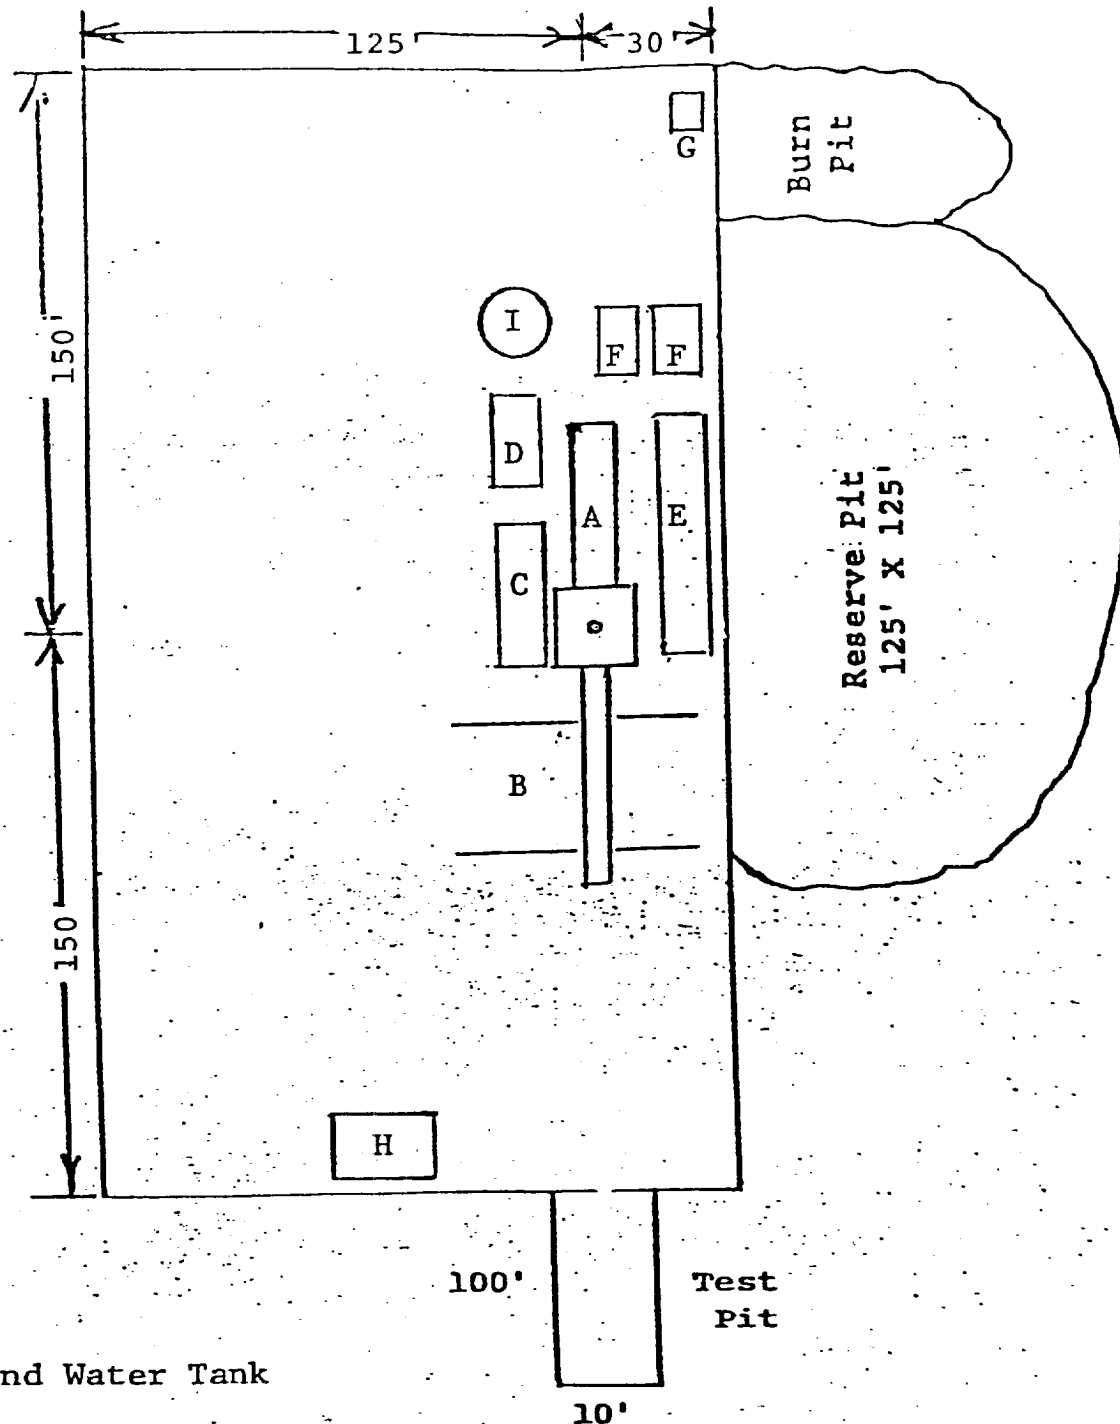 125' 30'
G
Burn
Pit
150'
I
F F
D
A E
C
Reserve Pit
125' X 125'
B
150
H
100' Test
Pit
nd Water Tank
10'